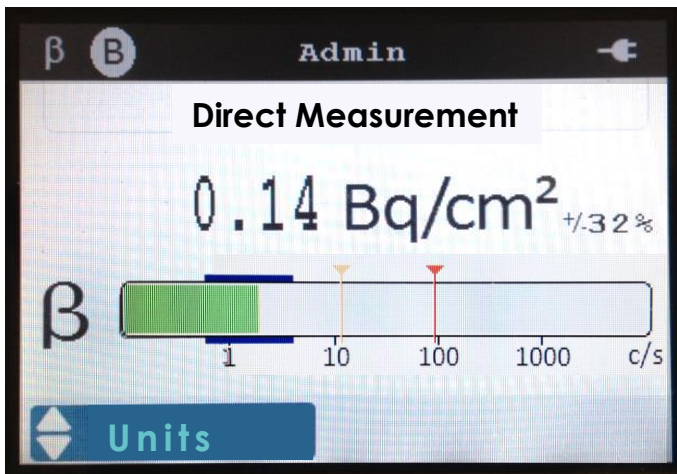 β B Admin
Direct Measurement
0.14 Bq/cm² +/-32%
β
1 10 100 1000 c/s
Units